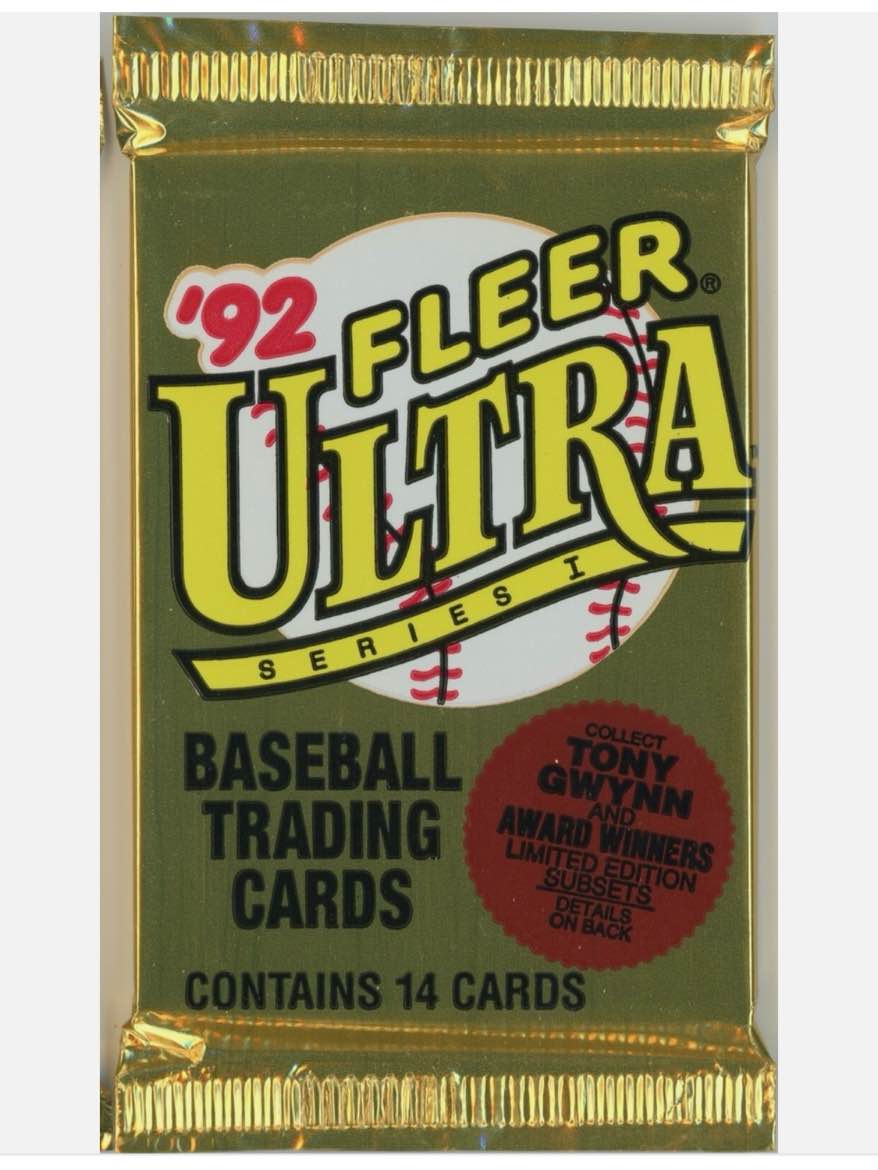 '92 FLEER®
ULTRA
SERIES I
BASEBALL
TRADING
CARDS
COLLECT
TONY
GWYNN
AND
AWARD WINNERS
LIMITED EDITION
SUBSETS
DETAILS
ON BACK
CONTAINS 14 CARDS